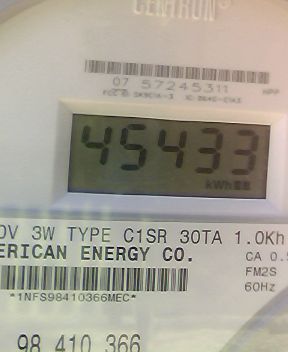 CENTRON®
07 57245311
HPP
45433
kWh
0V 3W TYPE C1SR 30TA 1.0Kh
ERICAN ENERGY CO.
CA 0.5
FM2S
*1NFS98410366MEC*
60Hz
98 410 366